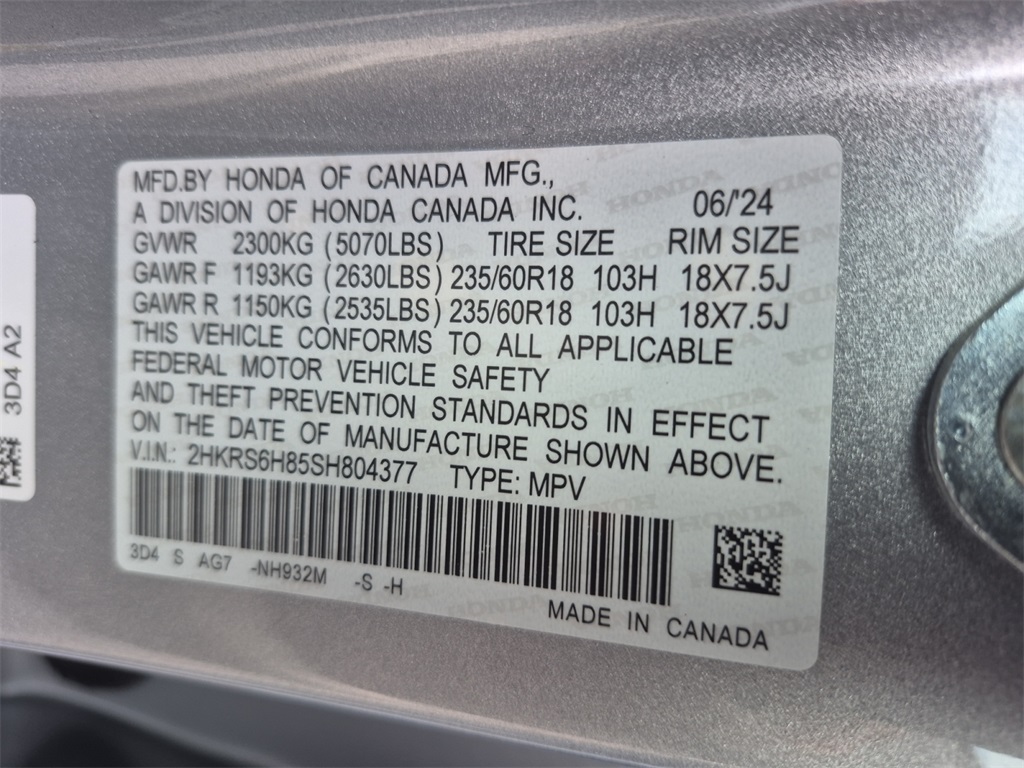 MFD.BY HONDA OF CANADA MFG.,
A DIVISION OF HONDA CANADA INC. 06/'24
GVWR 2300KG (5070LBS) TIRE SIZE RIM SIZE
GAWR F 1193KG (2630LBS) 235/60R18 103H 18X7.5J
GAWR R 1150KG (2535LBS) 235/60R18 103H 18X7.5J
THIS VEHICLE CONFORMS TO ALL APPLICABLE
FEDERAL MOTOR VEHICLE SAFETY
AND THEFT PREVENTION STANDARDS IN EFFECT
ON THE DATE OF MANUFACTURE SHOWN ABOVE.
V.I.N.: 2HKRS6H85SH804377 TYPE: MPV
3D4 S AG7 -NH932M -S -H
MADE IN CANADA
3D4 A2